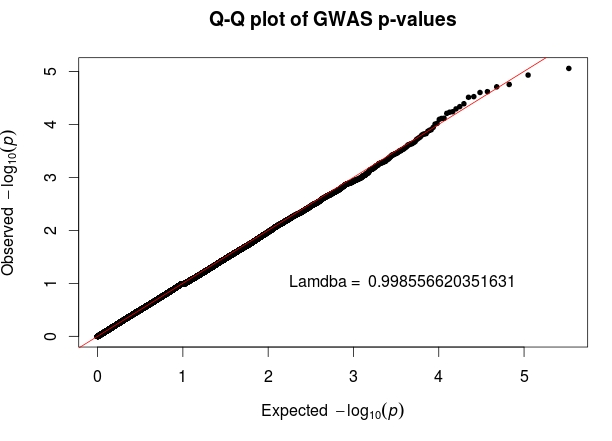 Q-Q plot of GWAS p-values
Observed −log10(p)
5
4
3
2
1
0
Lamdba = 0.998556620351631
0 1 2 3 4 5
Expected −log10(p)